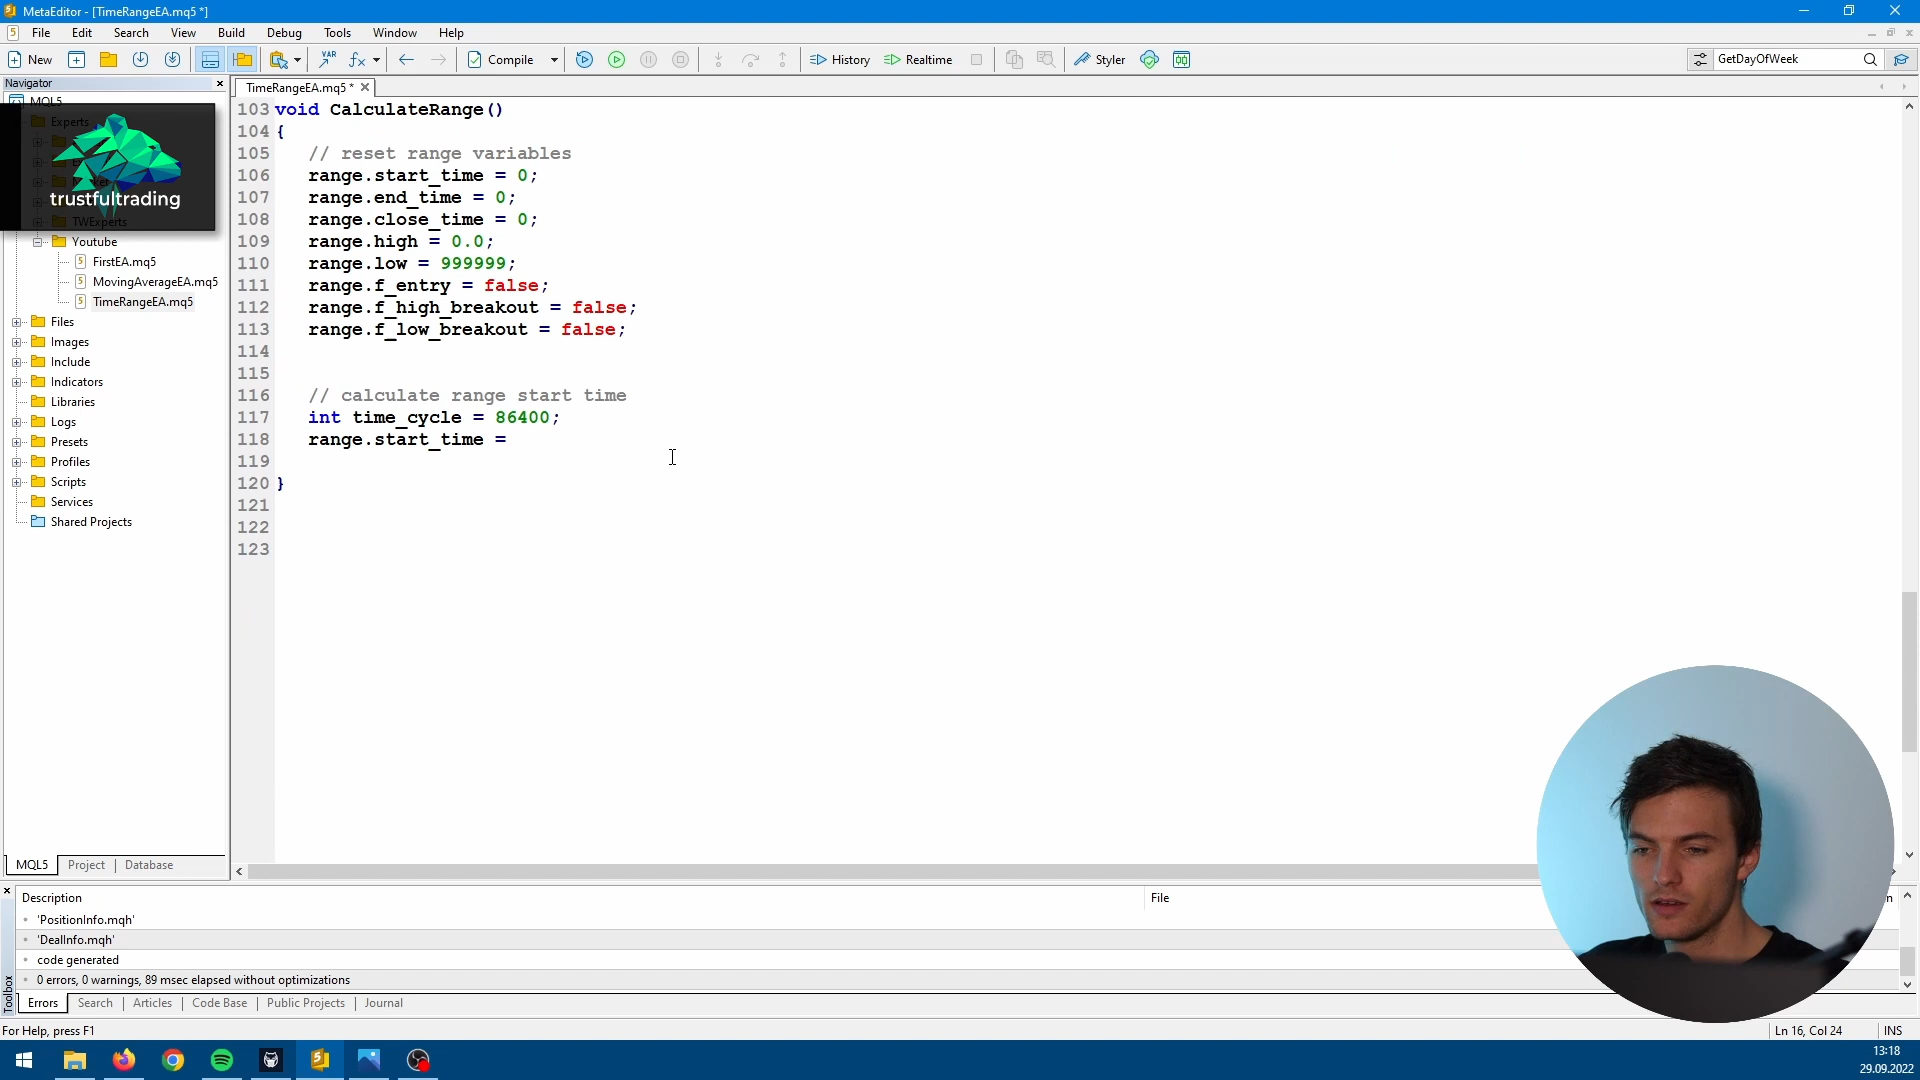 MetaEditor - [TimeRangeEA.mq5 *]
File Edit Search View Build Debug Tools Window Help
New Compile History Realtime Styler GetDayOfWeek
Navigator
TimeRangeEA.mq5 *
MQL5
Experts
trustfultrading
TWExperts
Youtube
FirstEA.mq5
MovingAverageEA.mq5
TimeRangeEA.mq5
Files
Images
Include
Indicators
Libraries
Logs
Presets
Profiles
Scripts
Services
Shared Projects
MQL5 Project Database
103 void CalculateRange()
104 {
105 // reset range variables
106 range.start_time = 0;
107 range.end_time = 0;
108 range.close_time = 0;
109 range.high = 0.0;
110 range.low = 999999;
111 range.f_entry = false;
112 range.f_high_breakout = false;
113 range.f_low_breakout = false;
114
115
116 // calculate range start time
117 int time_cycle = 86400;
118 range.start_time =
119
120 }
121
122
123
Description File
'PositionInfo.mqh'
'DealInfo.mqh'
code generated
0 errors, 0 warnings, 89 msec elapsed without optimizations
Toolbox
Errors Search Articles Code Base Public Projects Journal
For Help, press F1
Ln 16, Col 24 INS
13:18
29.09.2022